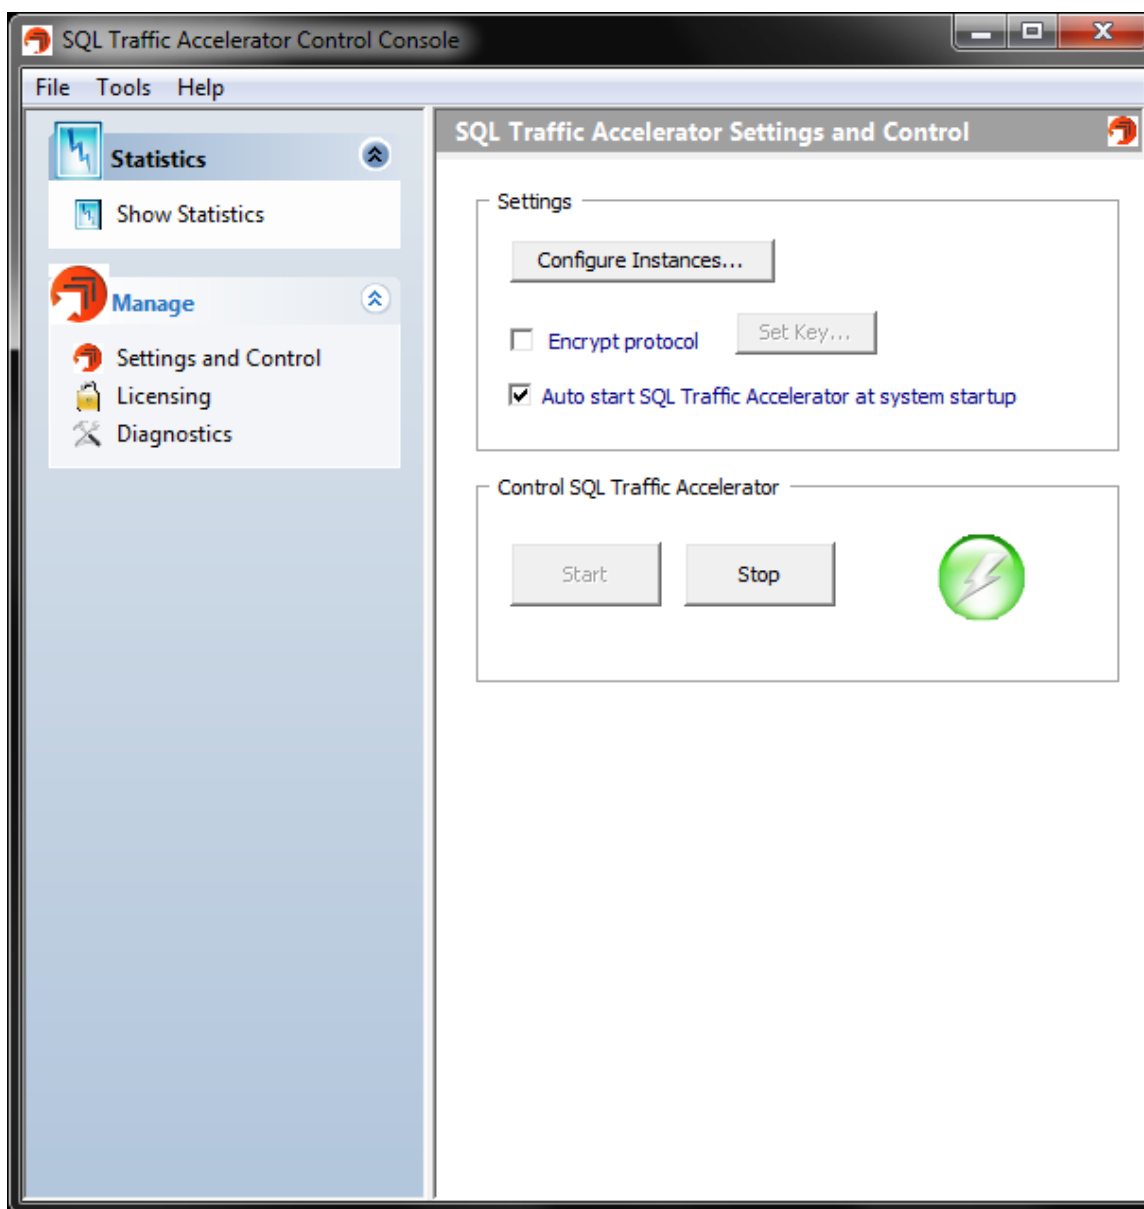 SQL Traffic Accelerator Control Console
File Tools Help
Statistics
Show Statistics
Manage
Settings and Control
Licensing
Diagnostics
SQL Traffic Accelerator Settings and Control
Settings
Configure Instances...
Encrypt protocol Set Key...
Auto start SQL Traffic Accelerator at system startup
Control SQL Traffic Accelerator
Start Stop